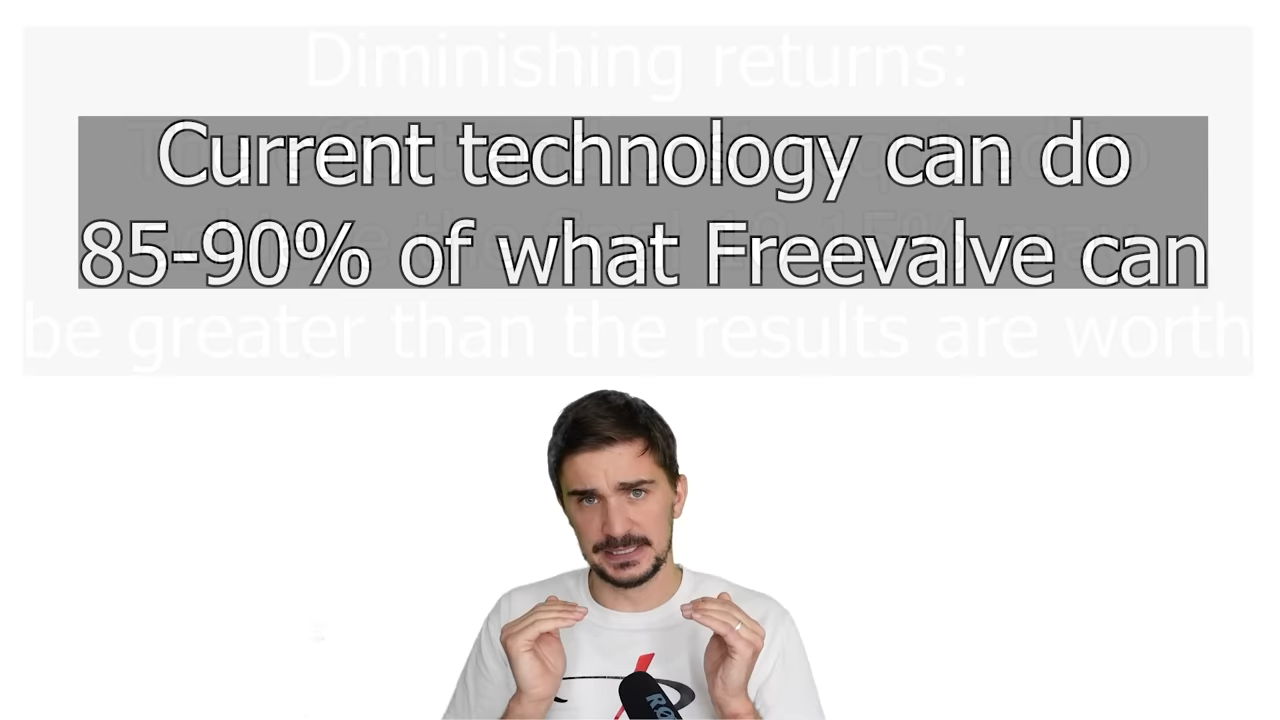 Diminishing returns:
Current technology can do
85-90% of what Freevalve can
be greater than the results are worth
RØ